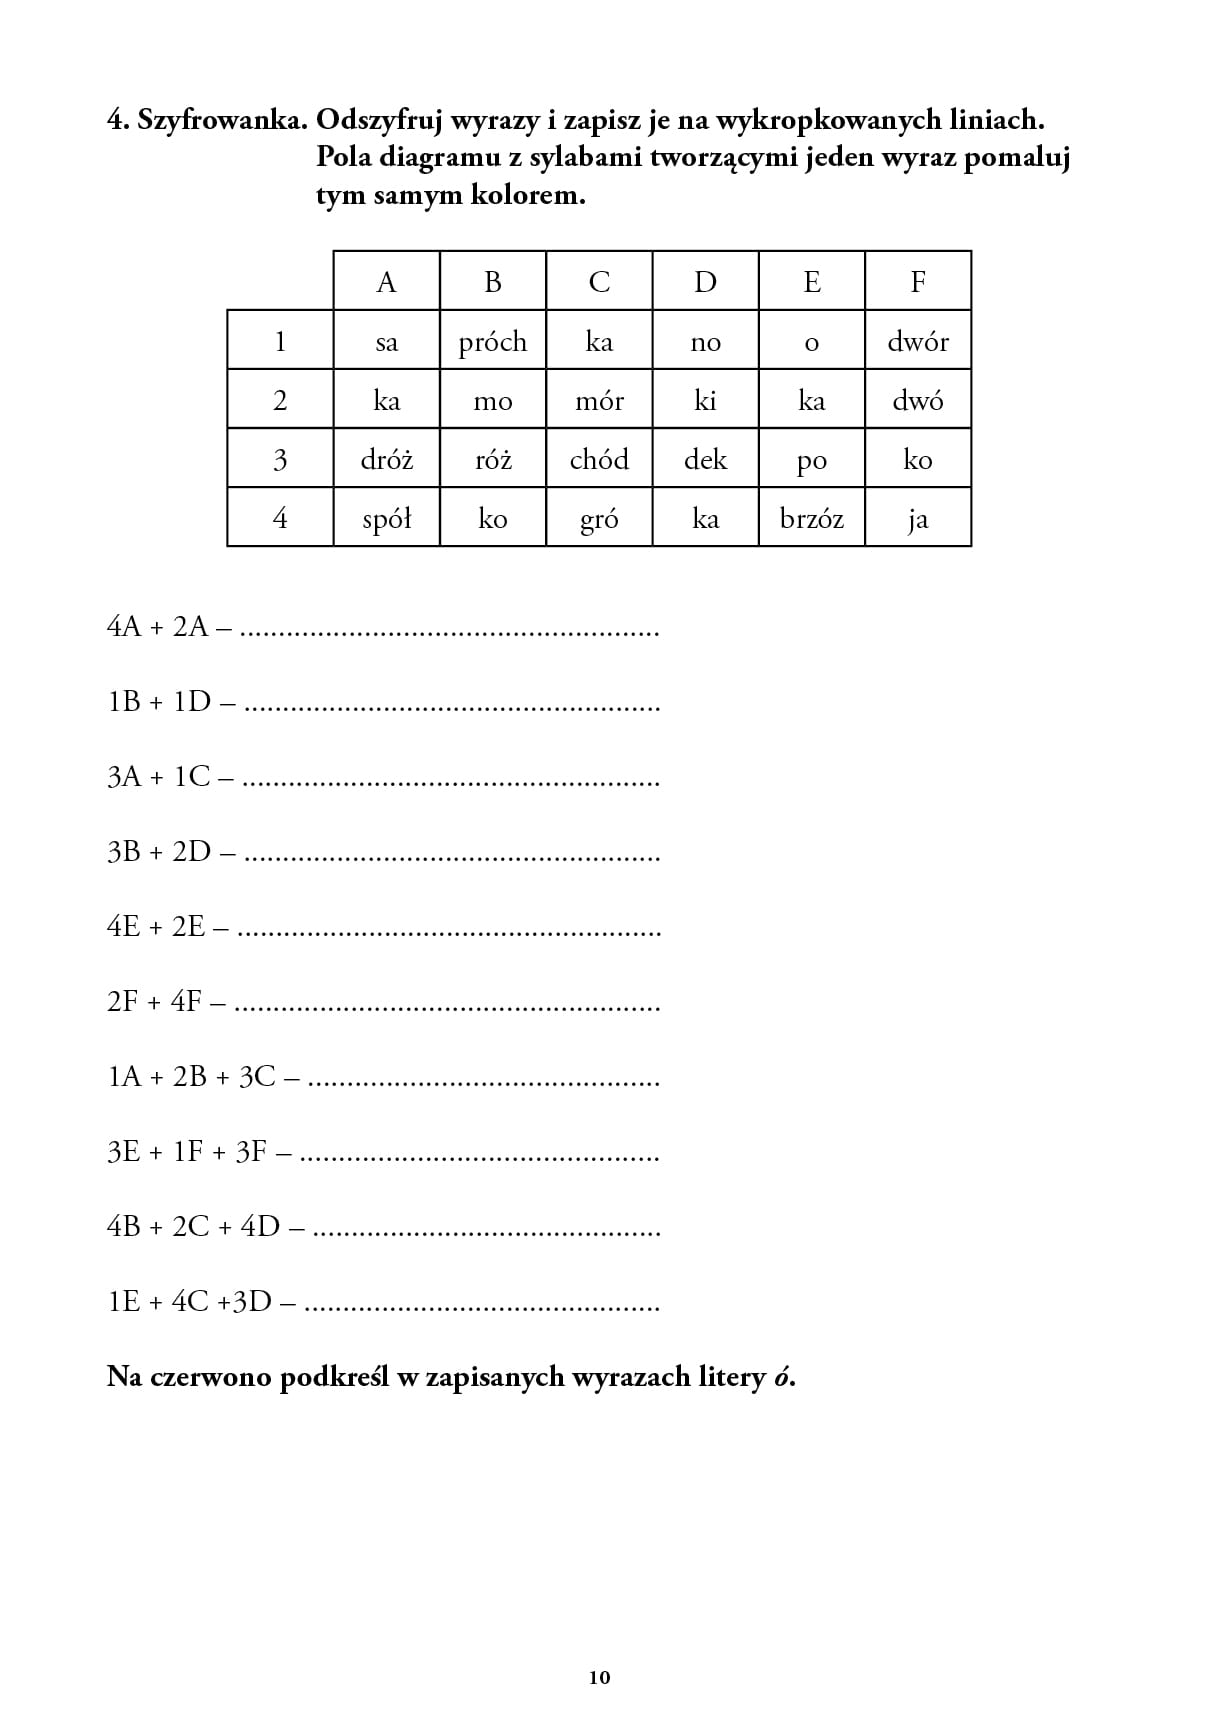 4. Szyfrowanka. Odszyfruj wyrazy i zapisz je na wykropkowanych liniach.
Pola diagramu z sylabami tworzącymi jeden wyraz pomaluj
tym samym kolorem.
A B C D E F
1 sa próch ka no o dwór
2 ka mo mór ki ka dwó
3 dróż róż chód dek po ko
4 spół ko gró ka brzóz ja
4A + 2A – ......................................................
1B + 1D – ......................................................
3A + 1C – ......................................................
3B + 2D – ......................................................
4E + 2E – .......................................................
2F + 4F – .......................................................
1A + 2B + 3C – ..............................................
3E + 1F + 3F – ...............................................
4B + 2C + 4D – .............................................
1E + 4C +3D – ..............................................
Na czerwono podkreśl w zapisanych wyrazach litery ó.
10